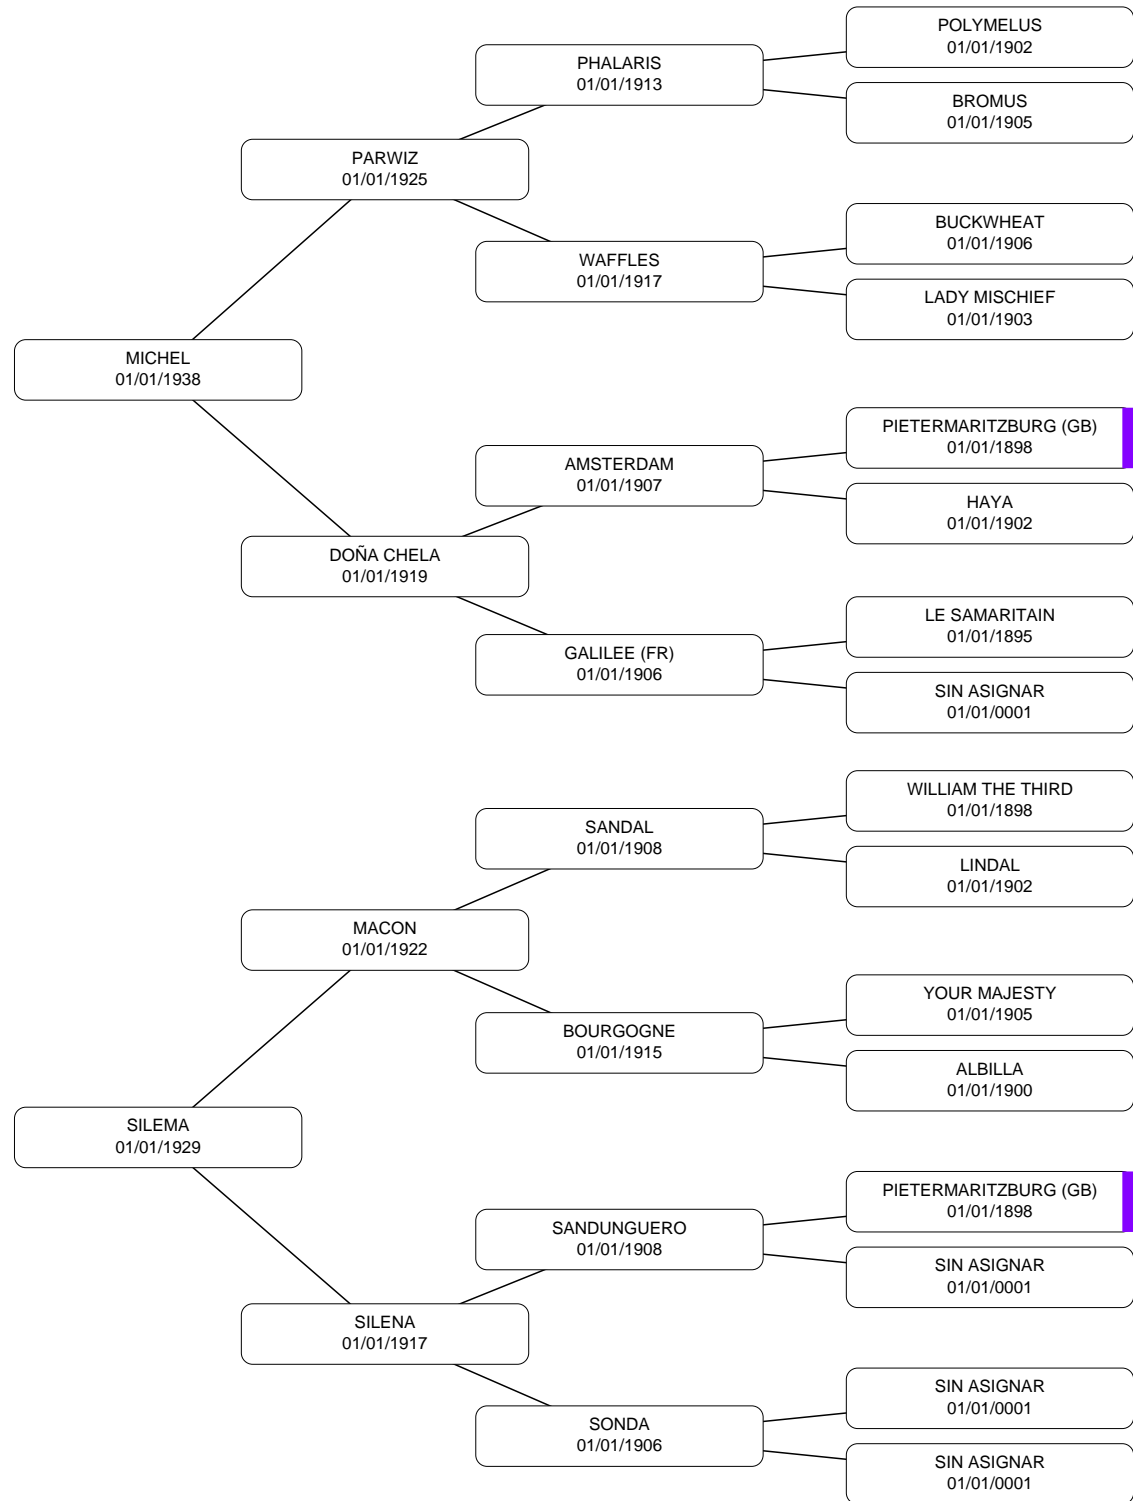 POLYMELUS
01/01/1902
PHALARIS
01/01/1913
BROMUS
01/01/1905
PARWIZ
01/01/1925
BUCKWHEAT
01/01/1906
WAFFLES
01/01/1917
LADY MISCHIEF
01/01/1903
MICHEL
01/01/1938
PIETERMARITZBURG (GB)
01/01/1898
AMSTERDAM
01/01/1907
HAYA
01/01/1902
DOÑA CHELA
01/01/1919
LE SAMARITAIN
01/01/1895
GALILEE (FR)
01/01/1906
SIN ASIGNAR
01/01/0001
WILLIAM THE THIRD
01/01/1898
SANDAL
01/01/1908
LINDAL
01/01/1902
MACON
01/01/1922
YOUR MAJESTY
01/01/1905
BOURGOGNE
01/01/1915
ALBILLA
01/01/1900
SILEMA
01/01/1929
PIETERMARITZBURG (GB)
01/01/1898
SANDUNGUERO
01/01/1908
SIN ASIGNAR
01/01/0001
SILENA
01/01/1917
SIN ASIGNAR
01/01/0001
SONDA
01/01/1906
SIN ASIGNAR
01/01/0001